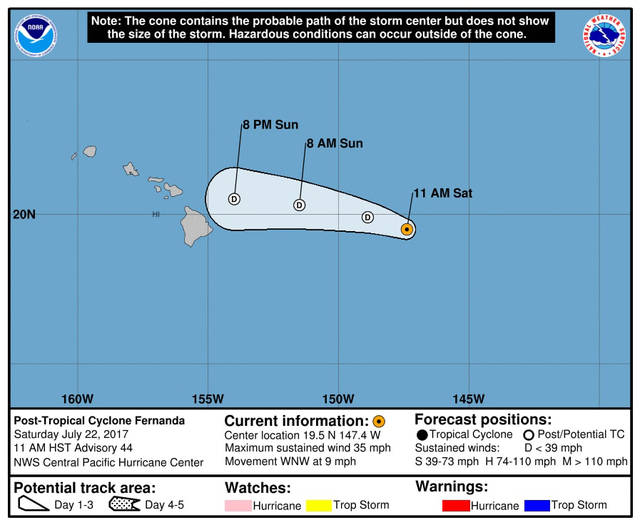 Note: The cone contains the probable path of the storm center but does not show
the size of the storm. Hazardous conditions can occur outside of the cone.
NOAA
NATIONAL WEATHER SERVICE
8 PM Sun
8 AM Sun
11 AM Sat
D
D
D
HI
20N
160W
155W
150W
145W
Post-Tropical Cyclone Fernanda
Saturday July 22, 2017
11 AM HST Advisory 44
NWS Central Pacific Hurricane Center
Current information:
Center location 19.5 N 147.4 W
Maximum sustained wind 35 mph
Movement WNW at 9 mph
Forecast positions:
Tropical Cyclone Post/Potential TC
Sustained winds: D < 39 mph
S 39-73 mph H 74-110 mph M > 110 mph
Potential track area:
Day 1-3 Day 4-5
Watches:
Hurricane Trop Storm
Warnings:
Hurricane Trop Storm